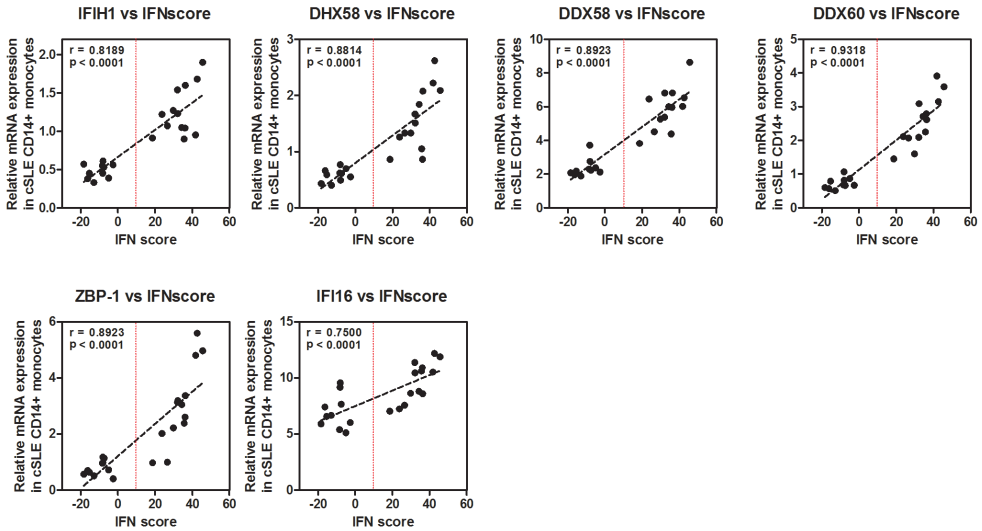 IFIH1 vs IFNscore
Relative mRNA expression
in cSLE CD14+ monocytes
r = 0.8189
p < 0.0001
2.0
1.5
1.0
0.5
0.0
-20 0 20 40 60
IFN score
DHX58 vs IFNscore
Relative mRNA expression
in cSLE CD14+ monocytes
r = 0.8814
p < 0.0001
3
2
1
0
-20 0 20 40 60
IFN score
DDX58 vs IFNscore
Relative mRNA expression
in cSLE CD14+ monocytes
r = 0.8923
p < 0.0001
10
8
6
4
2
0
-20 0 20 40 60
IFN score
DDX60 vs IFNscore
Relative mRNA expression
in cSLE CD14+ monocytes
r = 0.9318
p < 0.0001
5
4
3
2
1
0
-20 0 20 40 60
IFN score
ZBP-1 vs IFNscore
Relative mRNA expression
in cSLE CD14+ monocytes
r = 0.8923
p < 0.0001
6
4
2
0
-20 0 20 40 60
IFN score
IFI16 vs IFNscore
Relative mRNA expression
in cSLE CD14+ monocytes
r = 0.7500
p < 0.0001
15
10
5
0
-20 0 20 40 60
IFN score